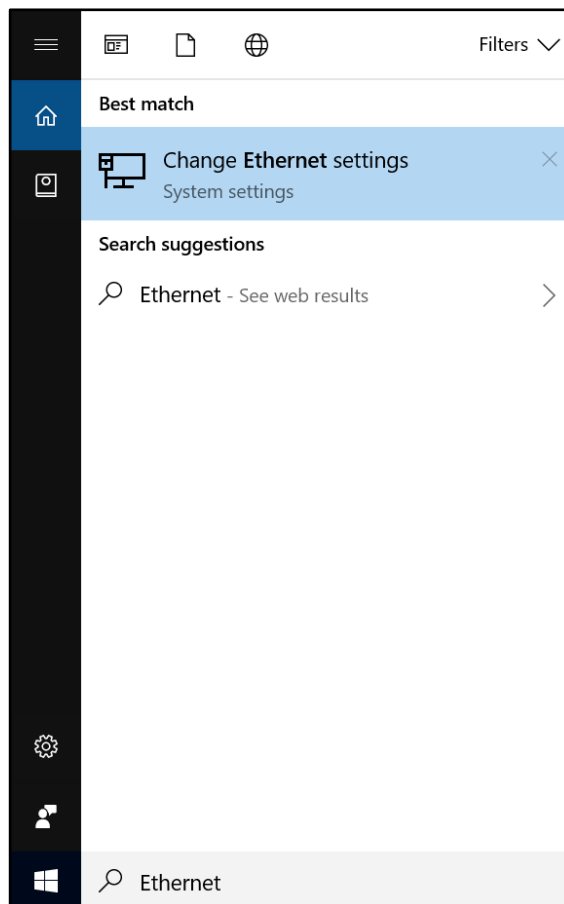 Filters
Best match
Change Ethernet settings
System settings
Search suggestions
Ethernet - See web results
Ethernet